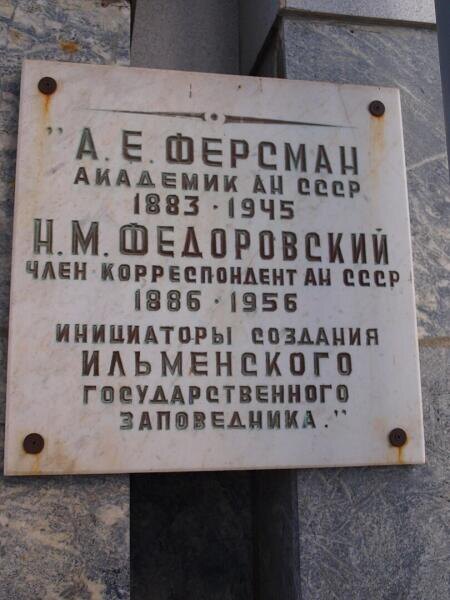 "А. Е. ФЕРСМАН
АКАДЕМИК АН СССР
1883 · 1945
Н. М. ФЕДОРОВСКИЙ
ЧЛЕН КОРРЕСПОНДЕНТ АН СССР
1886 · 1956
ИНИЦИАТОРЫ СОЗДАНИЯ
ИЛЬМЕНСКОГО
ГОСУДАРСТВЕННОГО
ЗАПОВЕДНИКА."